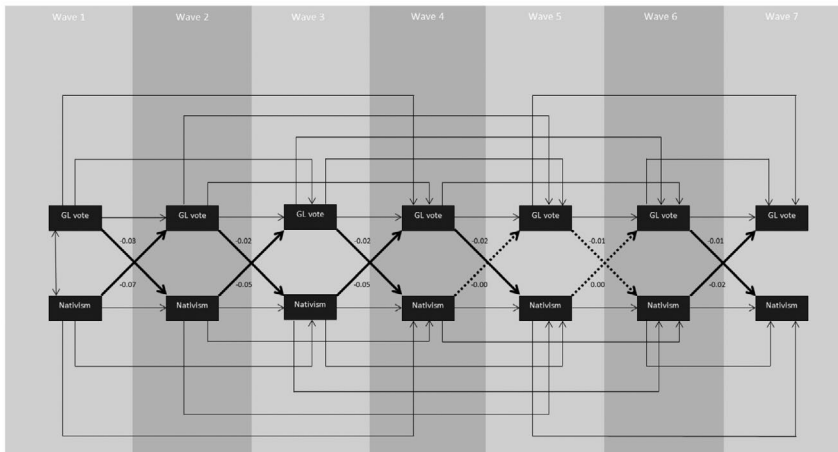 Wave 1 Wave 2 Wave 3 Wave 4 Wave 5 Wave 6 Wave 7
GL vote GL vote GL vote GL vote GL vote GL vote GL vote
-0.03 -0.02 -0.02 -0.02 -0.01 -0.01
-0.07 -0.05 -0.05 -0.00 0.00 -0.02
Nativism Nativism Nativism Nativism Nativism Nativism Nativism